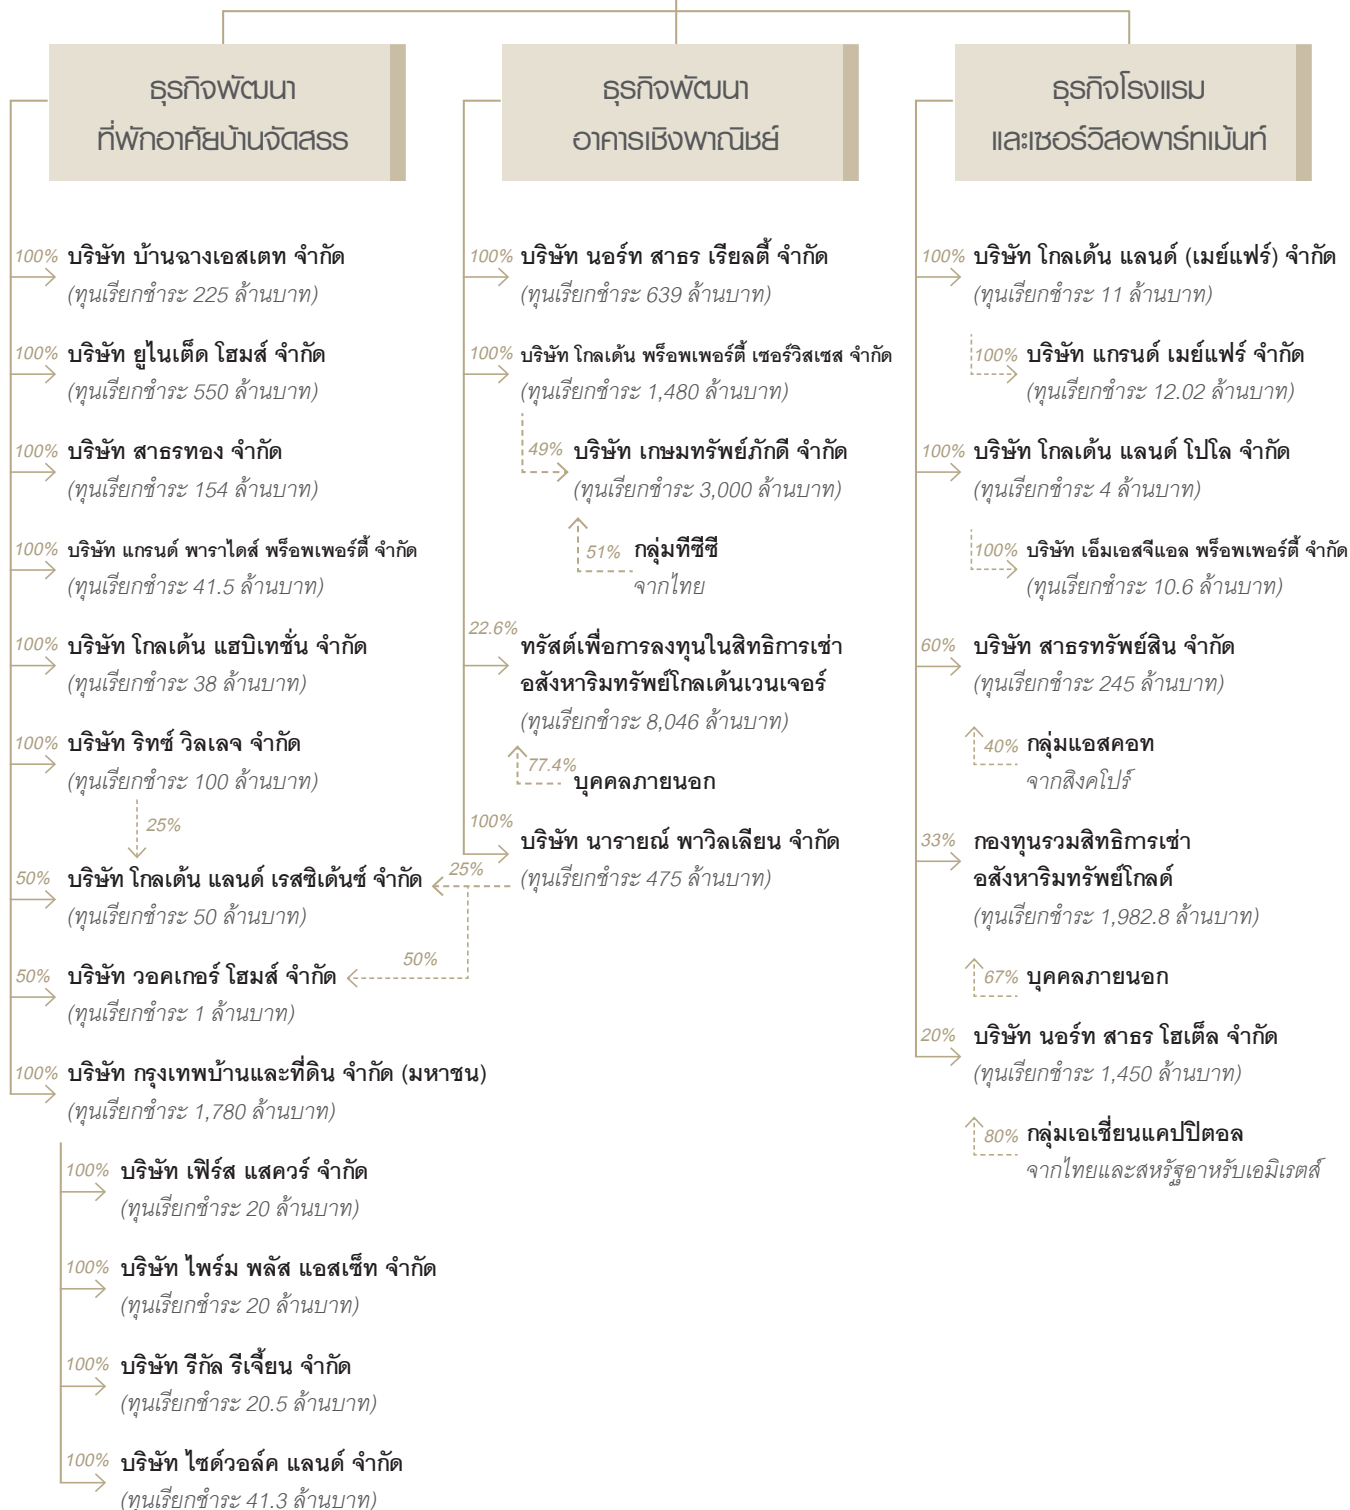 ธุรกิจพัฒนา
ที่พักอาศัยบ้านจัดสรร
100% บริษัท บ้านฉางเอสเตท จำกัด
(ทุนเรียกชำระ 225 ล้านบาท)
100% บริษัท ยูไนเต็ด โฮมส์ จำกัด
(ทุนเรียกชำระ 550 ล้านบาท)
100% บริษัท สาธรทอง จำกัด
(ทุนเรียกชำระ 154 ล้านบาท)
100% บริษัท แกรนด์ พาราไดส์ พร็อพเพอร์ตี้ จำกัด
(ทุนเรียกชำระ 41.5 ล้านบาท)
100% บริษัท โกลเด้น แฮบิเทชั่น จำกัด
(ทุนเรียกชำระ 38 ล้านบาท)
100% บริษัท ริทซ์ วิลเลจ จำกัด
(ทุนเรียกชำระ 100 ล้านบาท)
25%
50% บริษัท โกลเด้น แลนด์ เรสซิเด้นซ์ จำกัด
(ทุนเรียกชำระ 50 ล้านบาท)
50% บริษัท วอคเกอร์ โฮมส์ จำกัด
(ทุนเรียกชำระ 1 ล้านบาท)
100% บริษัท กรุงเทพบ้านและที่ดิน จำกัด (มหาชน)
(ทุนเรียกชำระ 1,780 ล้านบาท)
100% บริษัท เฟิร์ส แสควร์ จำกัด
(ทุนเรียกชำระ 20 ล้านบาท)
100% บริษัท ไพร์ม พลัส แอสเซ็ท จำกัด
(ทุนเรียกชำระ 20 ล้านบาท)
100% บริษัท รีกัล รีเจี้ยน จำกัด
(ทุนเรียกชำระ 20.5 ล้านบาท)
100% บริษัท ไซด์วอล์ค แลนด์ จำกัด
(ทุนเรียกชำระ 41.3 ล้านบาท)
ธุรกิจพัฒนา
อาคารเชิงพาณิชย์
100% บริษัท นอร์ท สาธร เรียลตี้ จำกัด
(ทุนเรียกชำระ 639 ล้านบาท)
100% บริษัท โกลเด้น พร็อพเพอร์ตี้ เซอร์วิสเซส จำกัด
(ทุนเรียกชำระ 1,480 ล้านบาท)
49% บริษัท เกษมทรัพย์ภักดี จำกัด
(ทุนเรียกชำระ 3,000 ล้านบาท)
51% กลุ่มทีซีซี
จากไทย
22.6% ทรัสต์เพื่อการลงทุนในสิทธิการเช่า
อสังหาริมทรัพย์โกลเด้นเวนเจอร์
(ทุนเรียกชำระ 8,046 ล้านบาท)
77.4% บุคคลภายนอก
100% บริษัท นารายณ์ พาวิลเลียน จำกัด
(ทุนเรียกชำระ 475 ล้านบาท)
25%
50%
ธุรกิจโรงแรม
และเซอร์วิสอพาร์ทเม้นท์
100% บริษัท โกลเด้น แลนด์ (เมย์แฟร์) จำกัด
(ทุนเรียกชำระ 11 ล้านบาท)
100% บริษัท แกรนด์ เมย์แฟร์ จำกัด
(ทุนเรียกชำระ 12.02 ล้านบาท)
100% บริษัท โกลเด้น แลนด์ โปโล จำกัด
(ทุนเรียกชำระ 4 ล้านบาท)
100% บริษัท เอ็มเอสจีแอล พร็อพเพอร์ตี้ จำกัด
(ทุนเรียกชำระ 10.6 ล้านบาท)
60% บริษัท สาธรทรัพย์สิน จำกัด
(ทุนเรียกชำระ 245 ล้านบาท)
40% กลุ่มแอสคอท
จากสิงคโปร์
33% กองทุนรวมสิทธิการเช่า
อสังหาริมทรัพย์โกลด์
(ทุนเรียกชำระ 1,982.8 ล้านบาท)
67% บุคคลภายนอก
20% บริษัท นอร์ท สาธร โฮเต็ล จำกัด
(ทุนเรียกชำระ 1,450 ล้านบาท)
80% กลุ่มเอเชี่ยนแคปปิตอล
จากไทยและสหรัฐอาหรับเอมิเรตส์